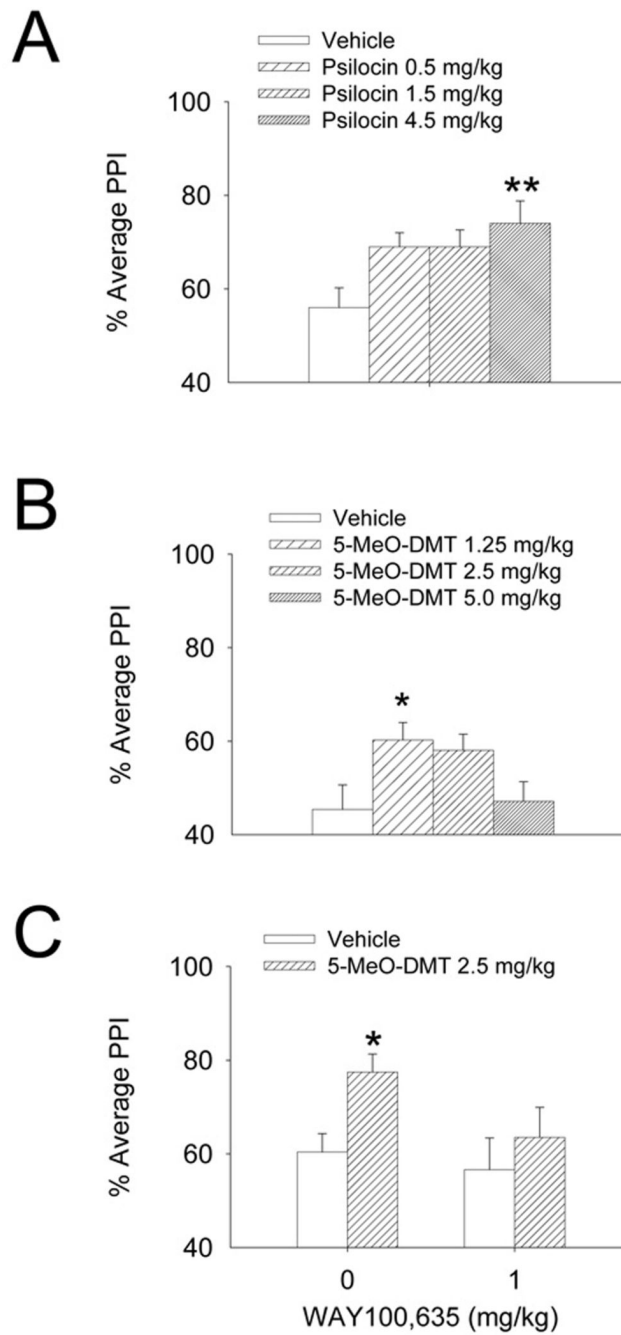 A
Vehicle
Psilocin 0.5 mg/kg
Psilocin 1.5 mg/kg
Psilocin 4.5 mg/kg
100
80
60
40
% Average PPI
**
B
Vehicle
5-MeO-DMT 1.25 mg/kg
5-MeO-DMT 2.5 mg/kg
5-MeO-DMT 5.0 mg/kg
100
80
60
40
% Average PPI
*
C
Vehicle
5-MeO-DMT 2.5 mg/kg
100
80
60
40
% Average PPI
*
0 1
WAY100,635 (mg/kg)